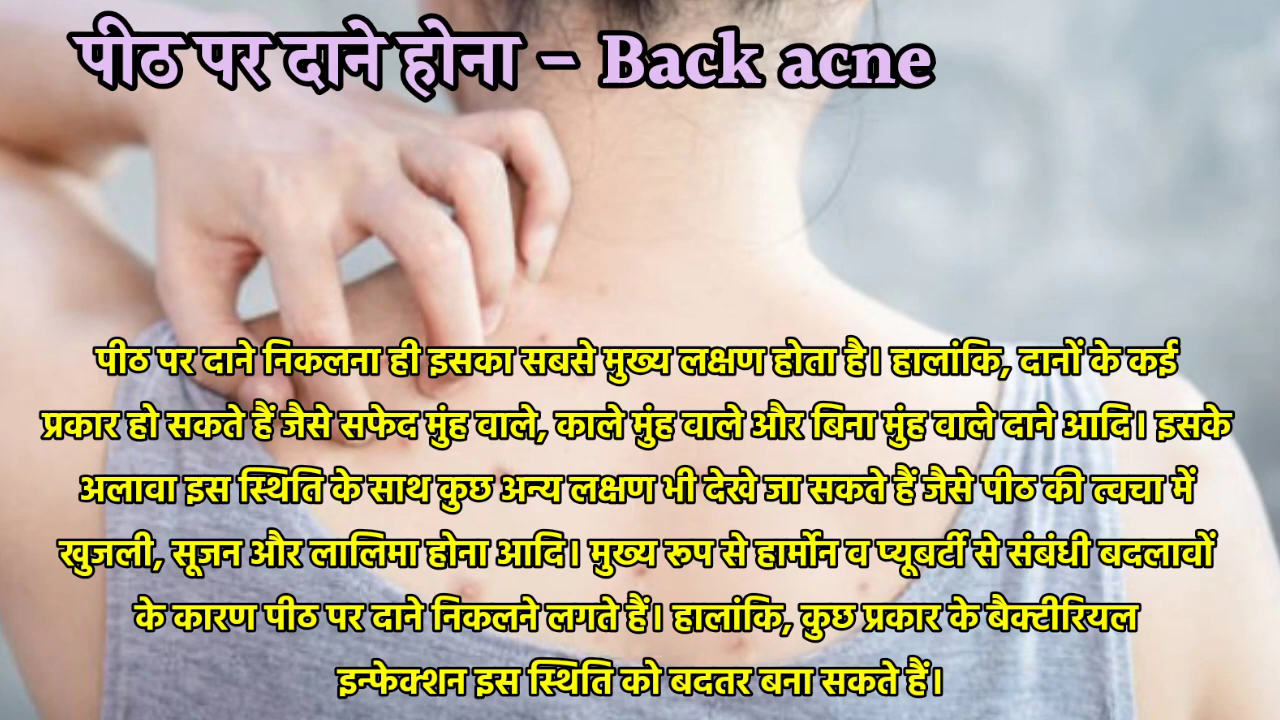 पीठ पर दाने होना – Back acne
पीठ पर दाने निकलना ही इसका सबसे मुख्य लक्षण होता है। हालांकि, दानों के कई
प्रकार हो सकते हैं जैसे सफेद मुंह वाले, काले मुंह वाले और बिना मुंह वाले दाने आदि। इसके
अलावा इस स्थिति के साथ कुछ अन्य लक्षण भी देखे जा सकते हैं जैसे पीठ की त्वचा में
खुजली, सूजन और लालिमा होना आदि। मुख्य रूप से हार्मोन व प्यूबर्टी से संबंधी बदलावों
के कारण पीठ पर दाने निकलने लगते हैं। हालांकि, कुछ प्रकार के बैक्टीरियल
इन्फेक्शन इस स्थिति को बदतर बना सकते हैं।